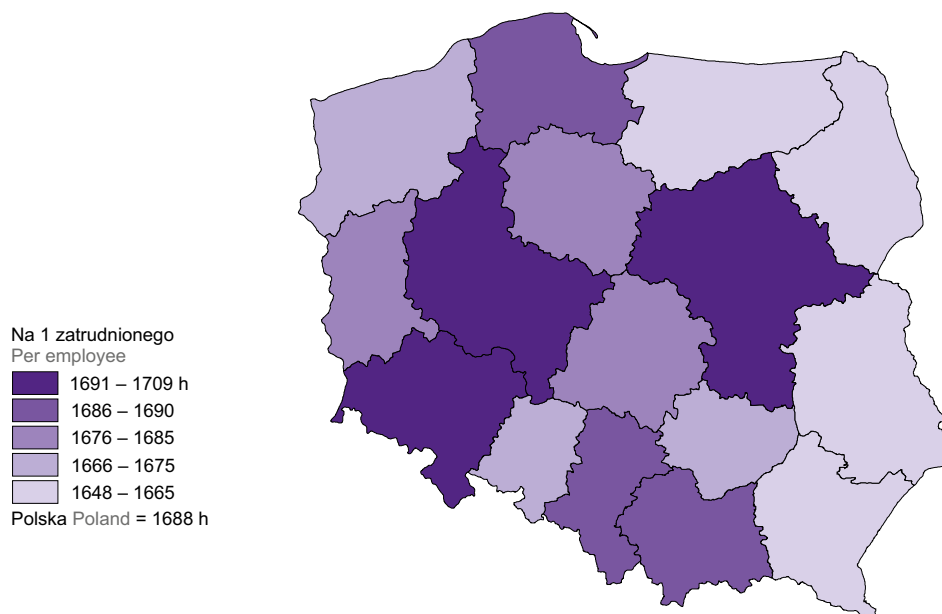 Na 1 zatrudnionego
Per employee
1691 – 1709 h
1686 – 1690
1676 – 1685
1666 – 1675
1648 – 1665
Polska Poland = 1688 h